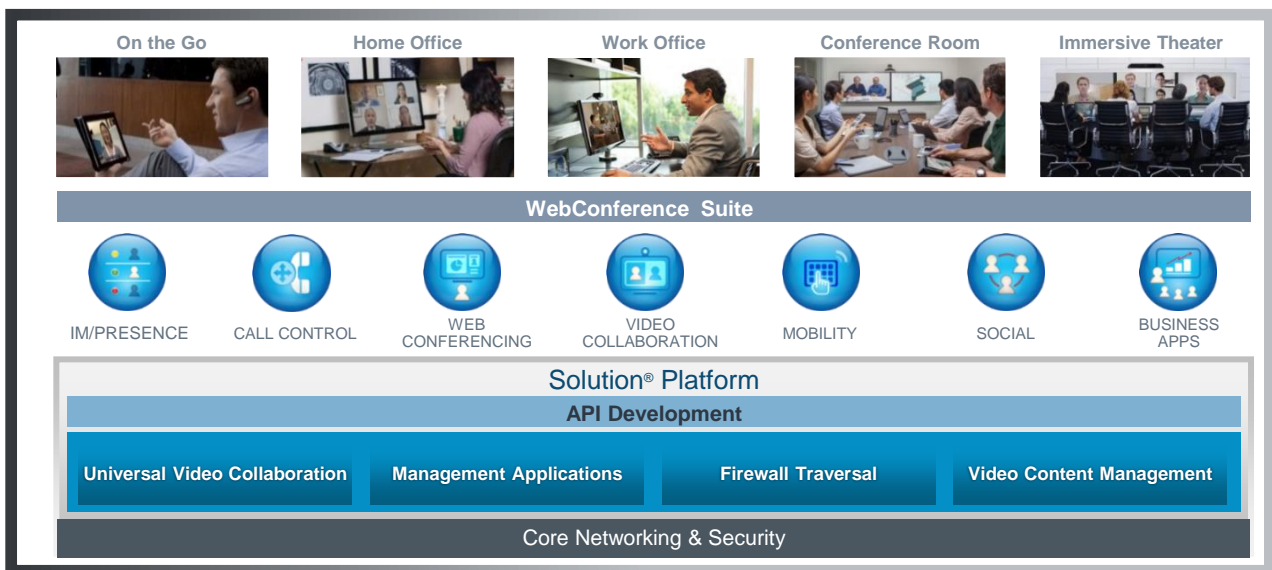 On the Go
Home Office
Work Office
Conference Room
Immersive Theater
WebConference Suite
IM/PRESENCE
CALL CONTROL
WEB
CONFERENCING
VIDEO
COLLABORATION
MOBILITY
SOCIAL
BUSINESS
APPS
Solution® Platform
API Development
Universal Video Collaboration
Management Applications
Firewall Traversal
Video Content Management
Core Networking & Security